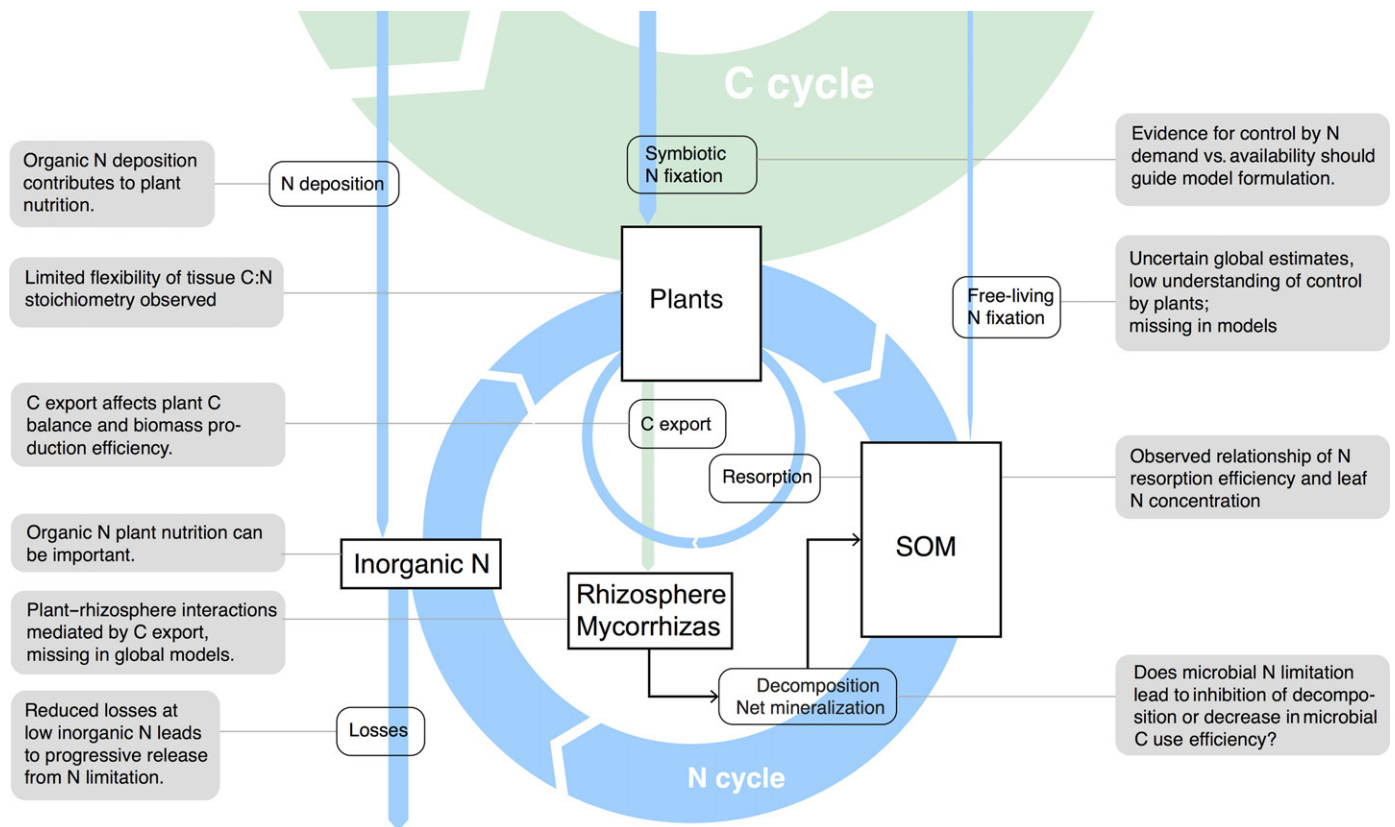 C cycle
Organic N deposition
contributes to plant
nutrition.
N deposition
Symbiotic
N fixation
Evidence for control by N
demand vs. availability should
guide model formulation.
Limited flexibility of tissue C:N
stoichiometry observed
Plants
Free-living
N fixation
Uncertain global estimates,
low understanding of control
by plants;
missing in models
C export affects plant C
balance and biomass pro-
duction efficiency.
C export
Resorption
Observed relationship of N
resorption efficiency and leaf
N concentration
Organic N plant nutrition can
be important.
Inorganic N
SOM
Plant–rhizosphere interactions
mediated by C export,
missing in global models.
Rhizosphere
Mycorrhizas
Decomposition
Net mineralization
Does microbial N limitation
lead to inhibition of decompo-
sition or decrease in microbial
C use efficiency?
Reduced losses at
low inorganic N leads
to progressive release
from N limitation.
Losses
N cycle